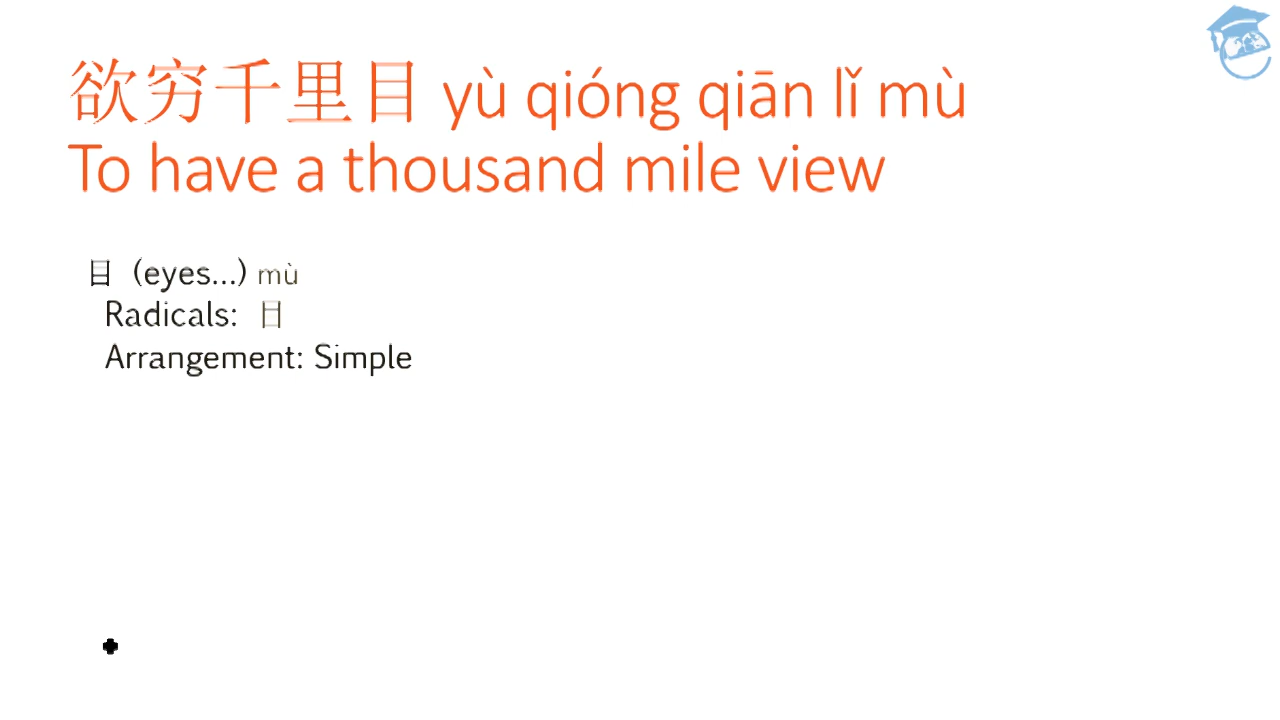 欲穷千里目 yù qióng qiān lǐ mù
To have a thousand mile view
目 (eyes...) mù
Radicals: 目
Arrangement: Simple